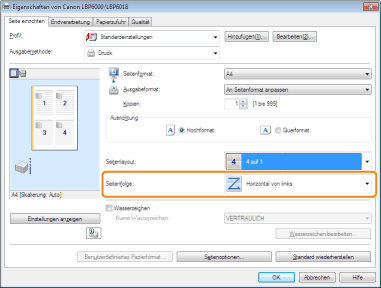 Eigenschaften von Canon LBP6000/LBP6018
Seite einrichten Endverarbeitung Papierzufuhr Qualität
Profil: Standardeinstellungen Hinzufügen(1)... Bearbeiten(2)...
Ausgabemethode: Druck
Seitenformat: A4
Ausgabeformat: An Seitenformat anpassen
Kopien: 1 [1 bis 999]
Ausrichtung
A Hochformat A Querformat
1 2
3 4
Seitenlayout: 4 4 auf 1
Seitenfolge: Horizontal von links
A4 [Skalierung: Auto]
Wasserzeichen
Einstellungen anzeigen
Name Wasserzeichen: VERTRAULICH
Wasserzeichen bearbeiten...
Benutzerdefiniertes Papierformat... Seitenoptionen... Standard wiederherstellen
OK Abbrechen Hilfe